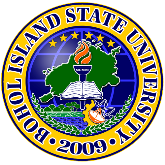 BOHOL ISLAND STATE UNIVERSITY
• 2009 •